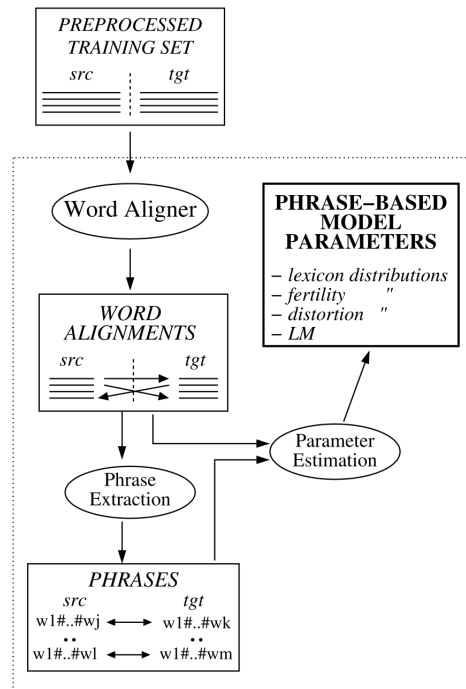 PREPROCESSED
TRAINING SET
src tgt
Word Aligner
PHRASE–BASED
MODEL
PARAMETERS
– lexicon distributions
– fertility "
– distortion "
– LM
WORD
ALIGNMENTS
src tgt
Parameter
Estimation
Phrase
Extraction
PHRASES
src tgt
w1#..#wj w1#..#wk
.. ..
w1#..#wl w1#..#wm